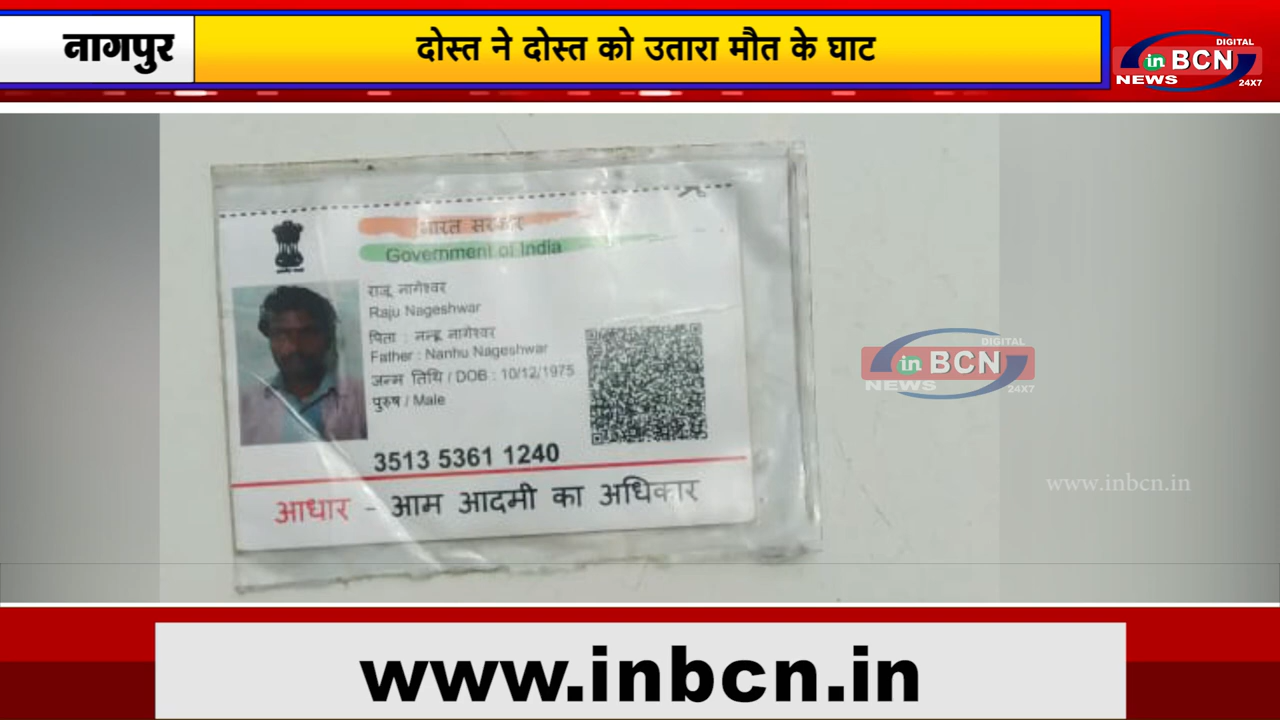 नागपुर
दोस्त ने दोस्त को उतारा मौत के घाट
DIGITAL
in BCN
NEWS
24X7
भारत सरकार
Government of India
राजू नागेश्वर
Raju Nageshwar
पिता : नन्हू नागेश्वर
Father : Nanhu Nageshwar
जन्म तिथि / DOB : 10/12/1975
पुरुष / Male
3513 5361 1240
आधार - आम आदमी का अधिकार
DIGITAL
in BCN
NEWS
24X7
www.inbcn.in
www.inbcn.in